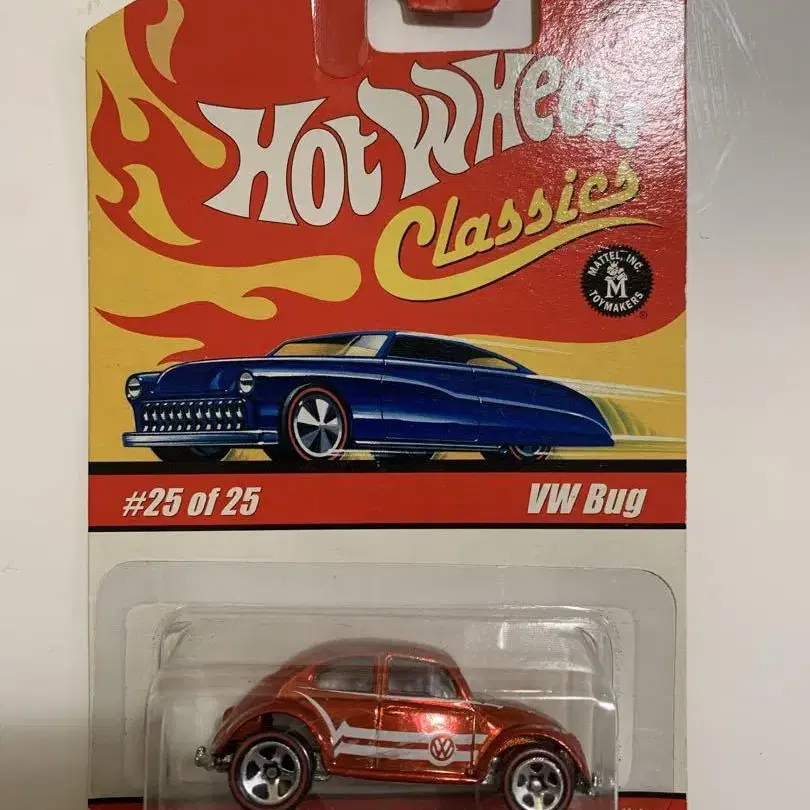 Hot Wheels
Classics
MATTEL, INC.
M
TOYMAKERS
®
#25 of 25
VW Bug
VW